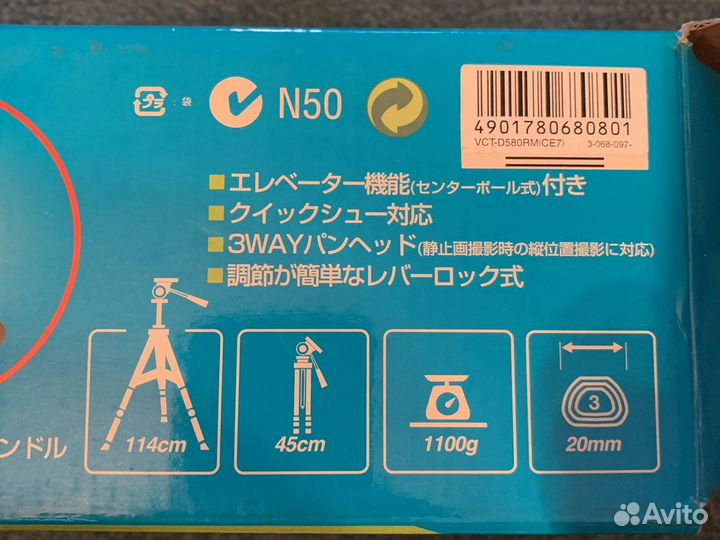 プラ : 袋
N50
4901780680801
VCT-D580RM(CE7) 3-068-097-
■エレベーター機能(センターポール式)付き
■クイックシュー対応
■3WAYパンヘッド(静止画撮影時の縦位置撮影に対応)
■調節が簡単なレバーロック式
ンドル
114cm
45cm
1100g
3
20mm
Avito